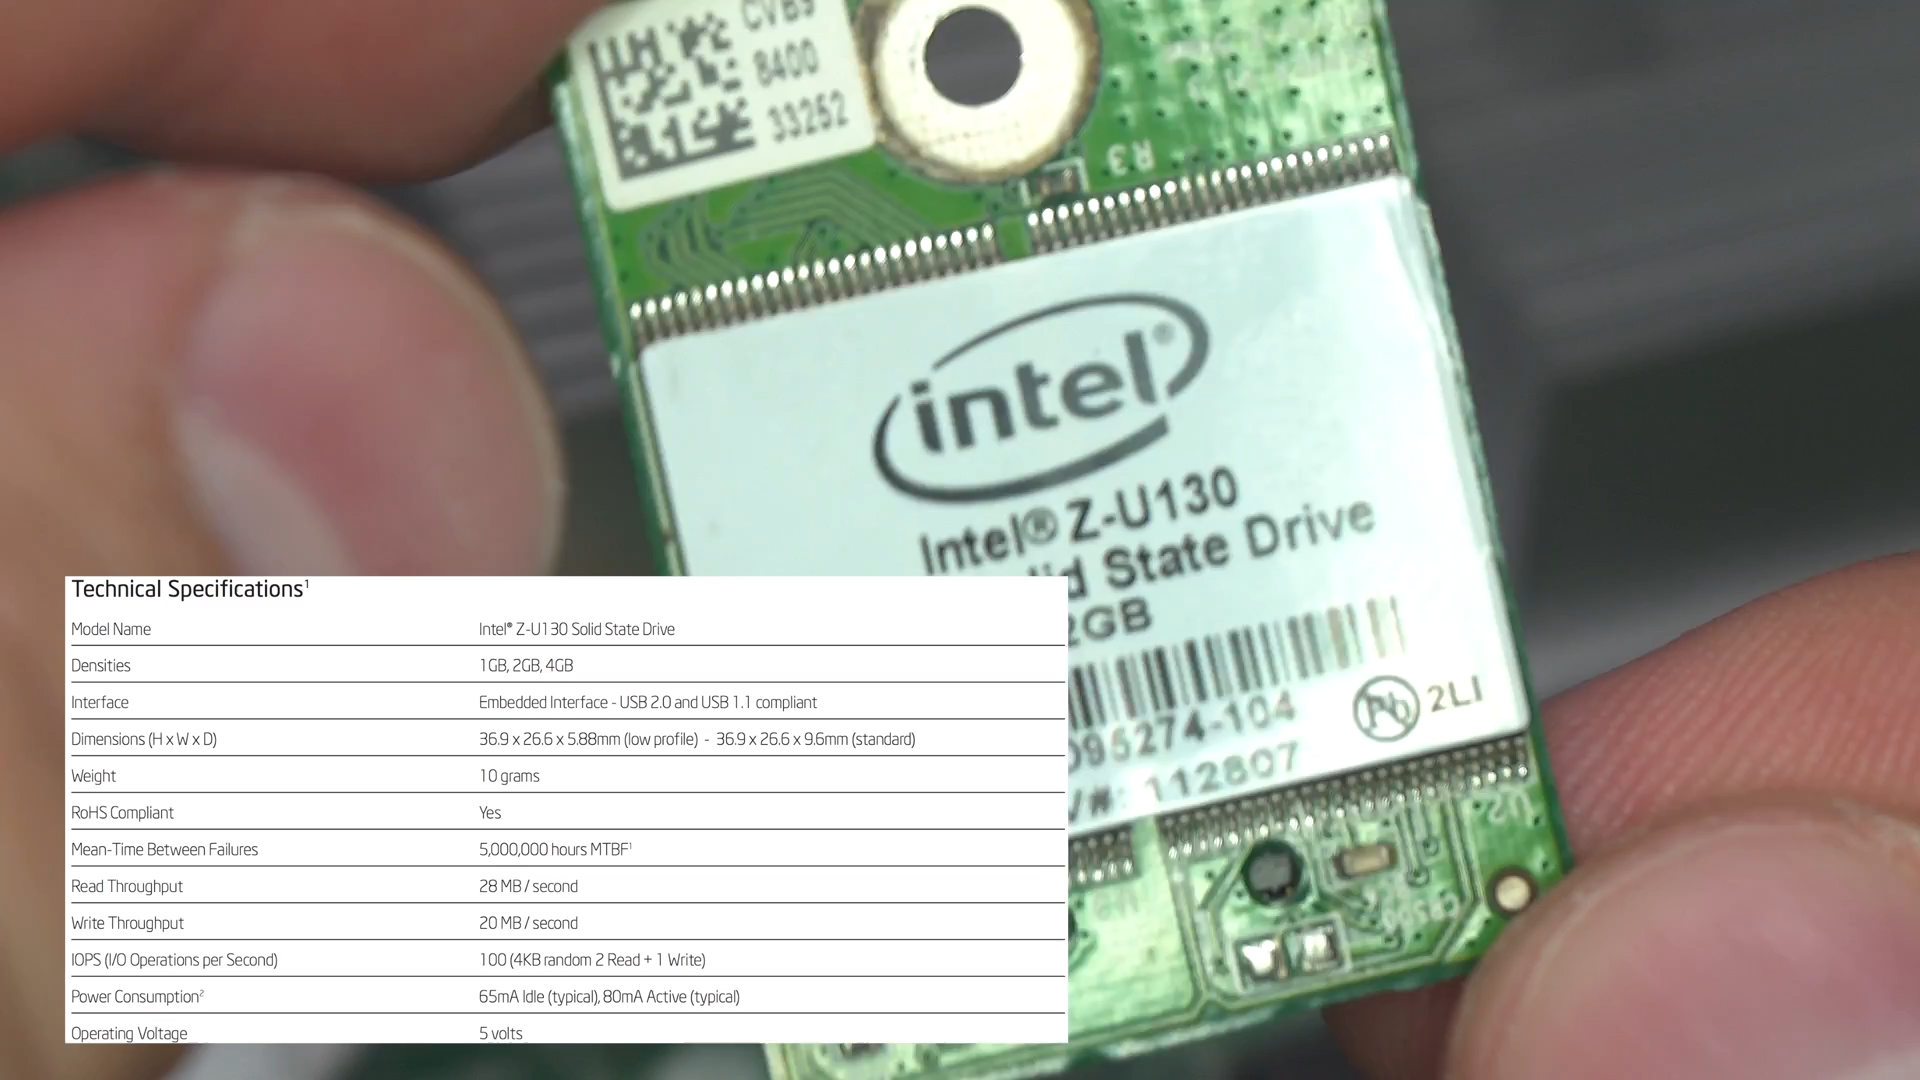 CVB9
8400
33252
R3
intel®
Intel® Z-U130
State Drive
2GB
095274-104
2LI
112807
U2
Technical Specifications¹
Model Name Intel® Z-U130 Solid State Drive
Densities 1GB, 2GB, 4GB
Interface Embedded Interface - USB 2.0 and USB 1.1 compliant
Dimensions (H x W x D) 36.9 x 26.6 x 5.88mm (low profile) - 36.9 x 26.6 x 9.6mm (standard)
Weight 10 grams
RoHS Compliant Yes
Mean-Time Between Failures 5,000,000 hours MTBF¹
Read Throughput 28 MB / second
Write Throughput 20 MB / second
IOPS (I/O Operations per Second) 100 (4KB random 2 Read + 1 Write)
Power Consumption² 65mA Idle (typical), 80mA Active (typical)
Operating Voltage 5 volts